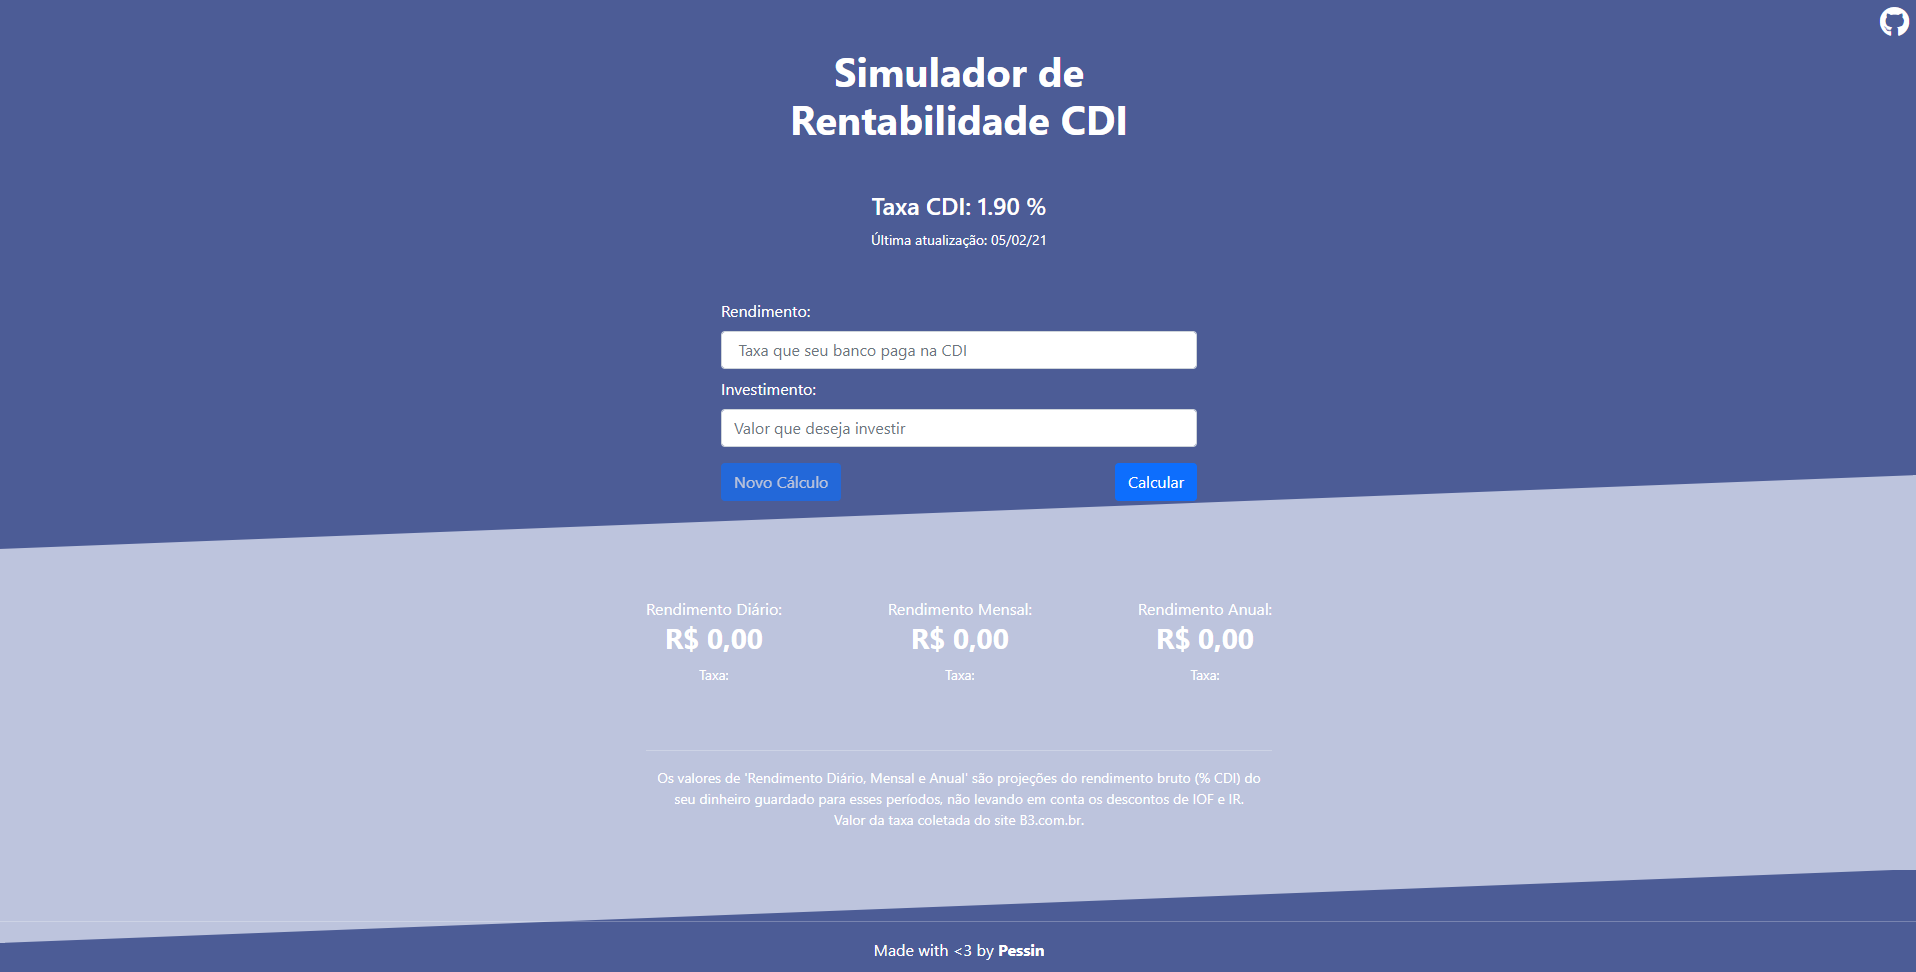 Simulador de
Rentabilidade CDI
Taxa CDI: 1.90 %
Última atualização: 05/02/21
Rendimento:
Taxa que seu banco paga na CDI
Investimento:
Valor que deseja investir
Novo Cálculo Calcular
Rendimento Diário: Rendimento Mensal: Rendimento Anual:
R$ 0,00 R$ 0,00 R$ 0,00
Taxa: Taxa: Taxa:
Os valores de 'Rendimento Diário, Mensal e Anual' são projeções do rendimento bruto (% CDI) do
seu dinheiro guardado para esses períodos, não levando em conta os descontos de IOF e IR.
Valor da taxa coletada do site B3.com.br.
Made with <3 by Pessin